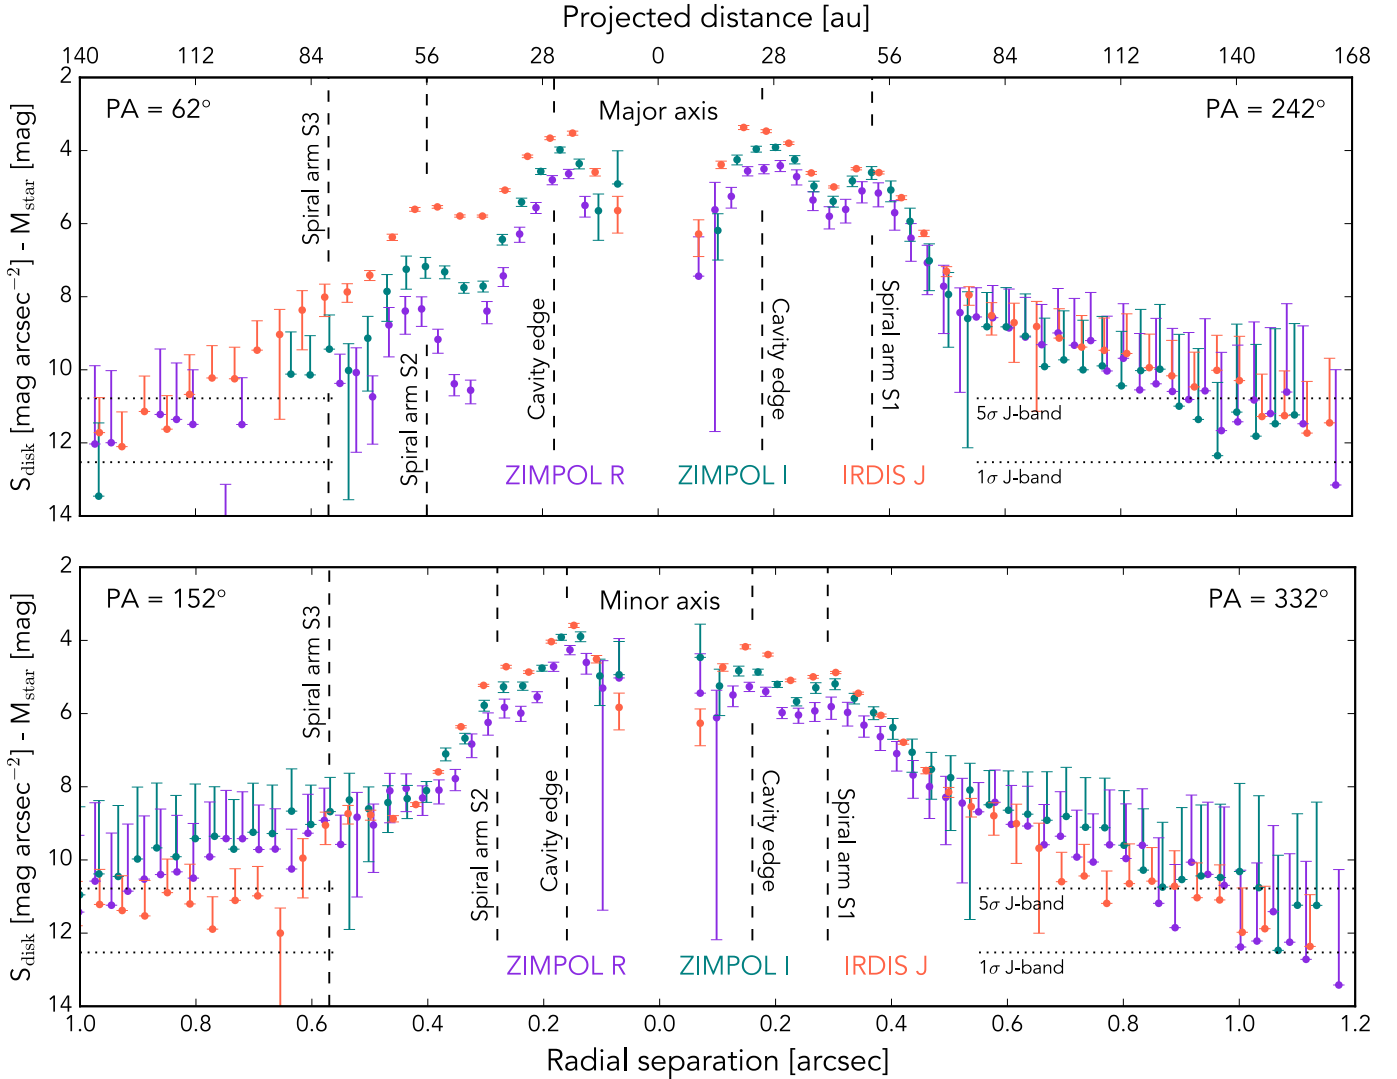 Projected distance [au]
140 112 84 56 28 0 28 56 84 112 140 168
PA = 62° Major axis PA = 242°
2
4
6
8
10
12
14
S_disk [mag arcsec⁻²] - M_star [mag]
Spiral arm S3
Spiral arm S2
Cavity edge
Cavity edge
Spiral arm S1
5σ J-band
1σ J-band
ZIMPOL R ZIMPOL I IRDIS J
PA = 152° Minor axis PA = 332°
2
4
6
8
10
12
14
S_disk [mag arcsec⁻²] - M_star [mag]
Spiral arm S3
Spiral arm S2
Cavity edge
Cavity edge
Spiral arm S1
5σ J-band
1σ J-band
ZIMPOL R ZIMPOL I IRDIS J
1.0 0.8 0.6 0.4 0.2 0.0 0.2 0.4 0.6 0.8 1.0 1.2
Radial separation [arcsec]